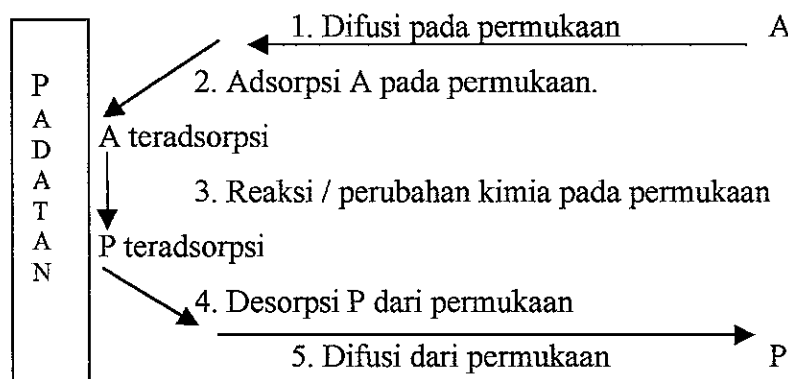 1. Difusi pada permukaan A
2. Adsorpsi A pada permukaan.
PADATAN
A teradsorpsi
3. Reaksi / perubahan kimia pada permukaan
P teradsorpsi
4. Desorpsi P dari permukaan
5. Difusi dari permukaan P